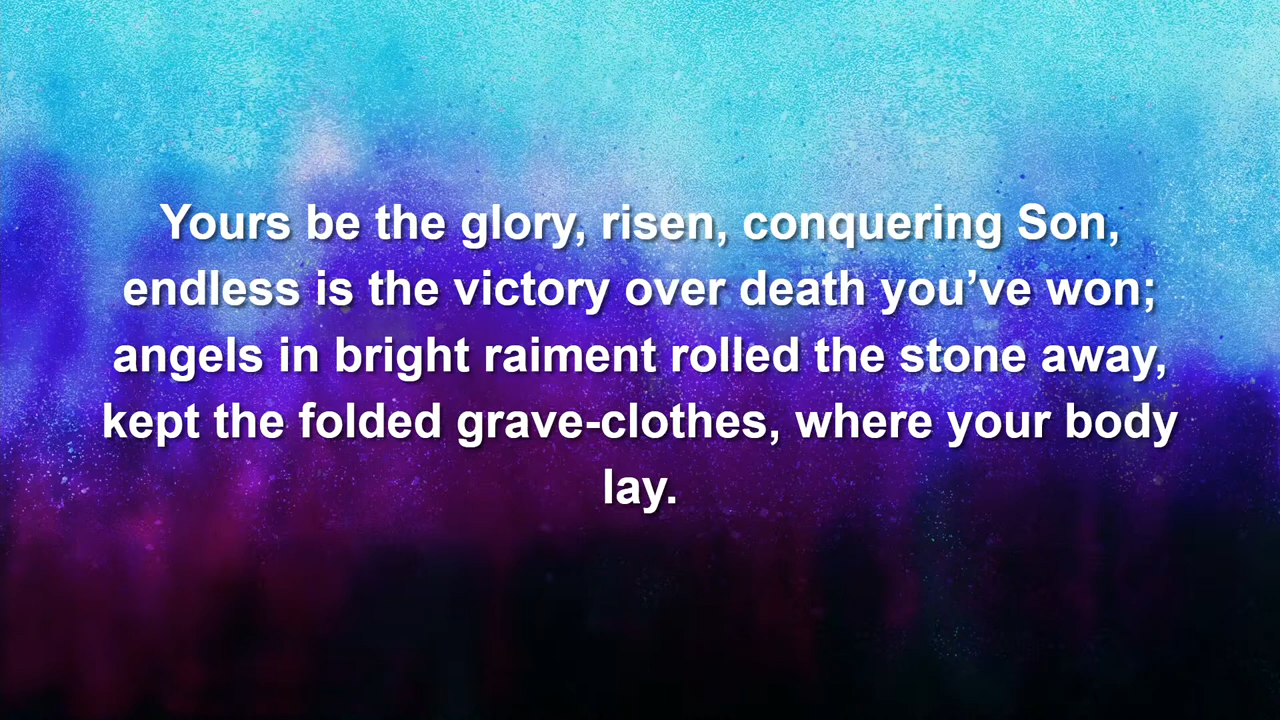 Yours be the glory, risen, conquering Son,
endless is the victory over death you’ve won;
angels in bright raiment rolled the stone away,
kept the folded grave-clothes, where your body
lay.